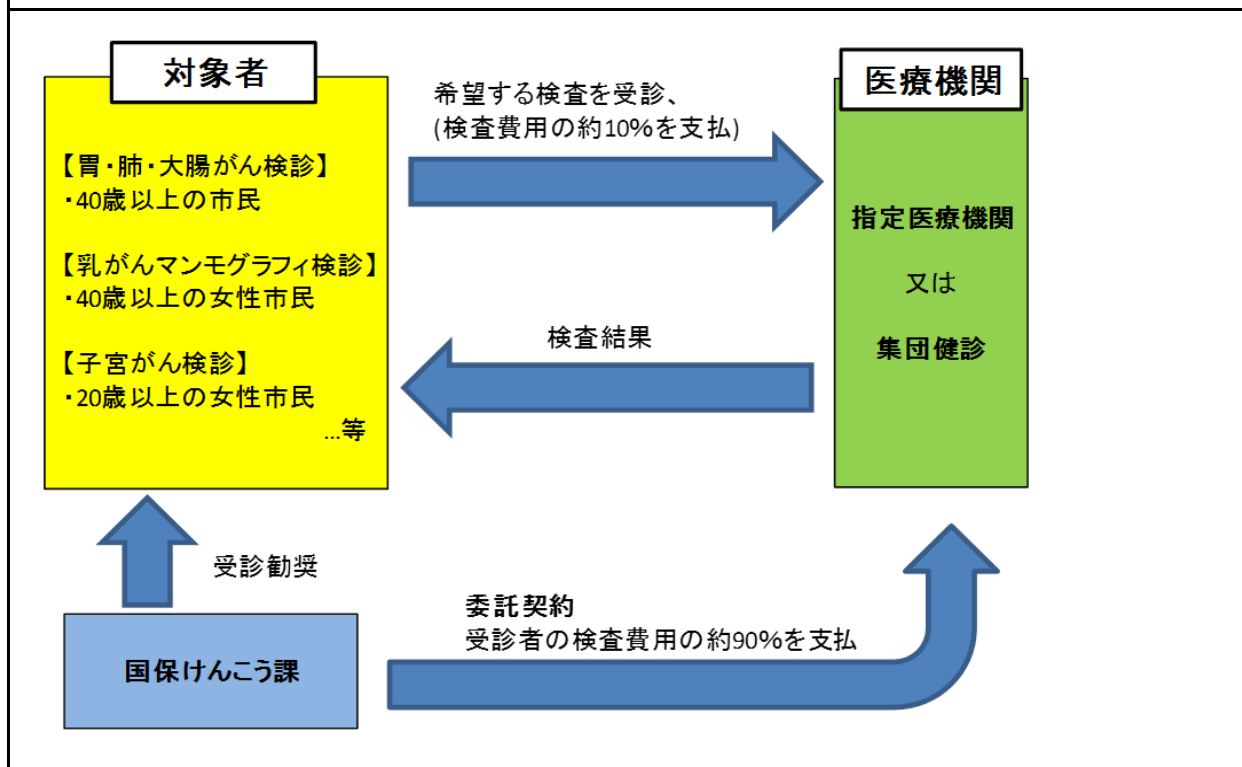 対象者
【胃・肺・大腸がん検診】
・40歳以上の市民
【乳がんマンモグラフィ検診】
・40歳以上の女性市民
【子宮がん検診】
・20歳以上の女性市民
…等
希望する検査を受診、
(検査費用の約10%を支払)
医療機関
指定医療機関
又は
集団健診
検査結果
受診勧奨
国保けんこう課
委託契約
受診者の検査費用の約90%を支払